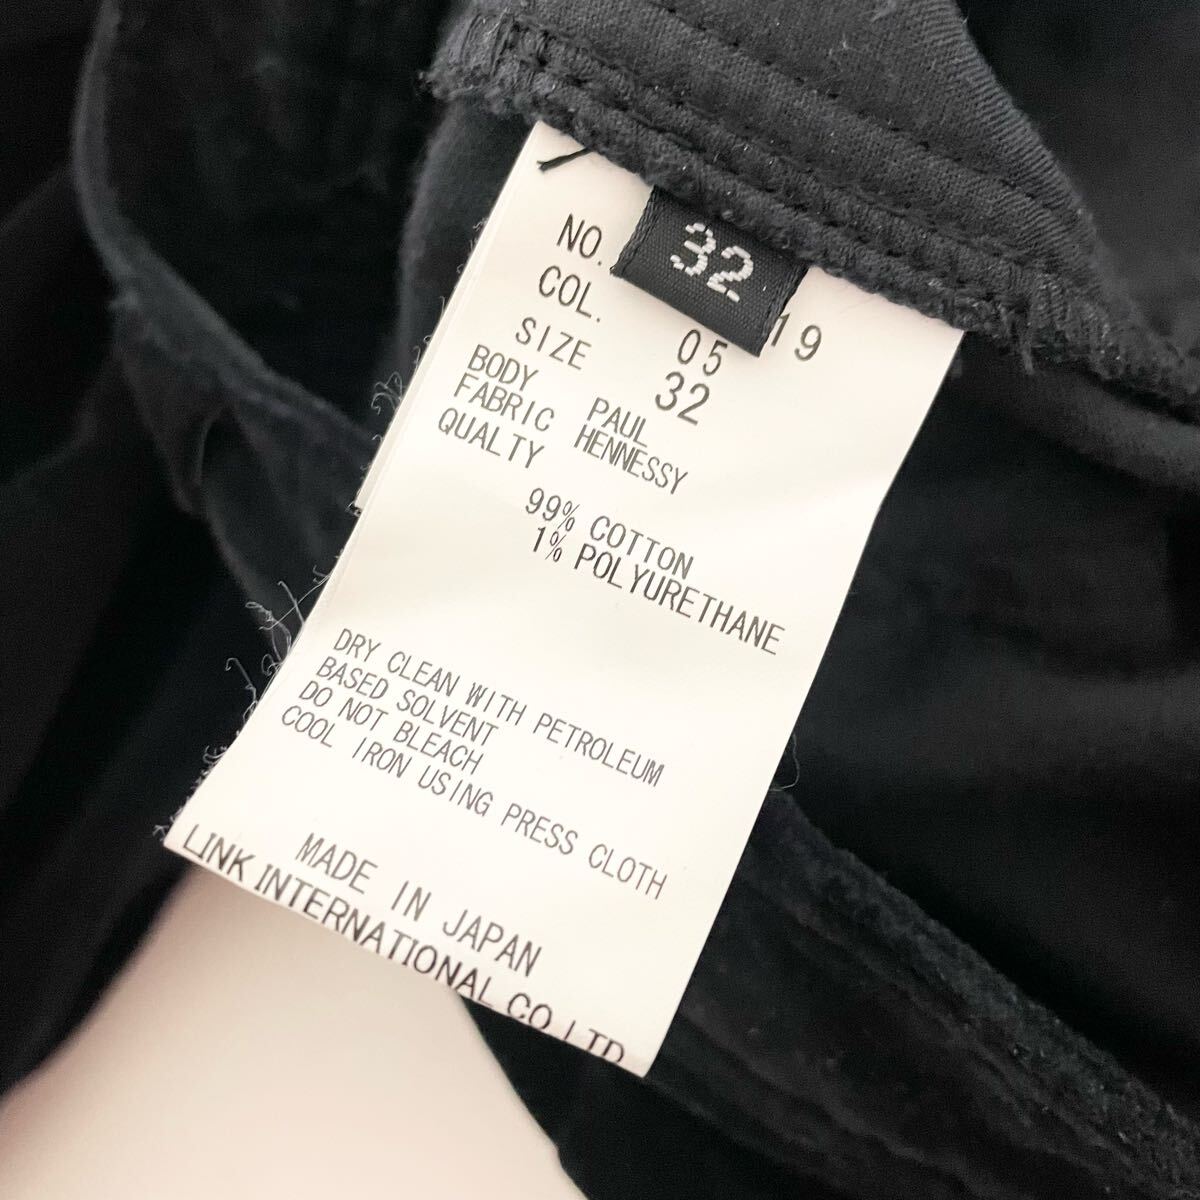 32
NO. 19
COL. 05
SIZE 32
BODY PAUL
FABRIC HENNESSY
QUALTY
99% COTTON
1% POLYURETHANE
DRY CLEAN WITH PETROLEUM
BASED SOLVENT
DO NOT BLEACH
COOL IRON USING PRESS CLOTH
MADE IN JAPAN
LINK INTERNATIONAL CO LTD